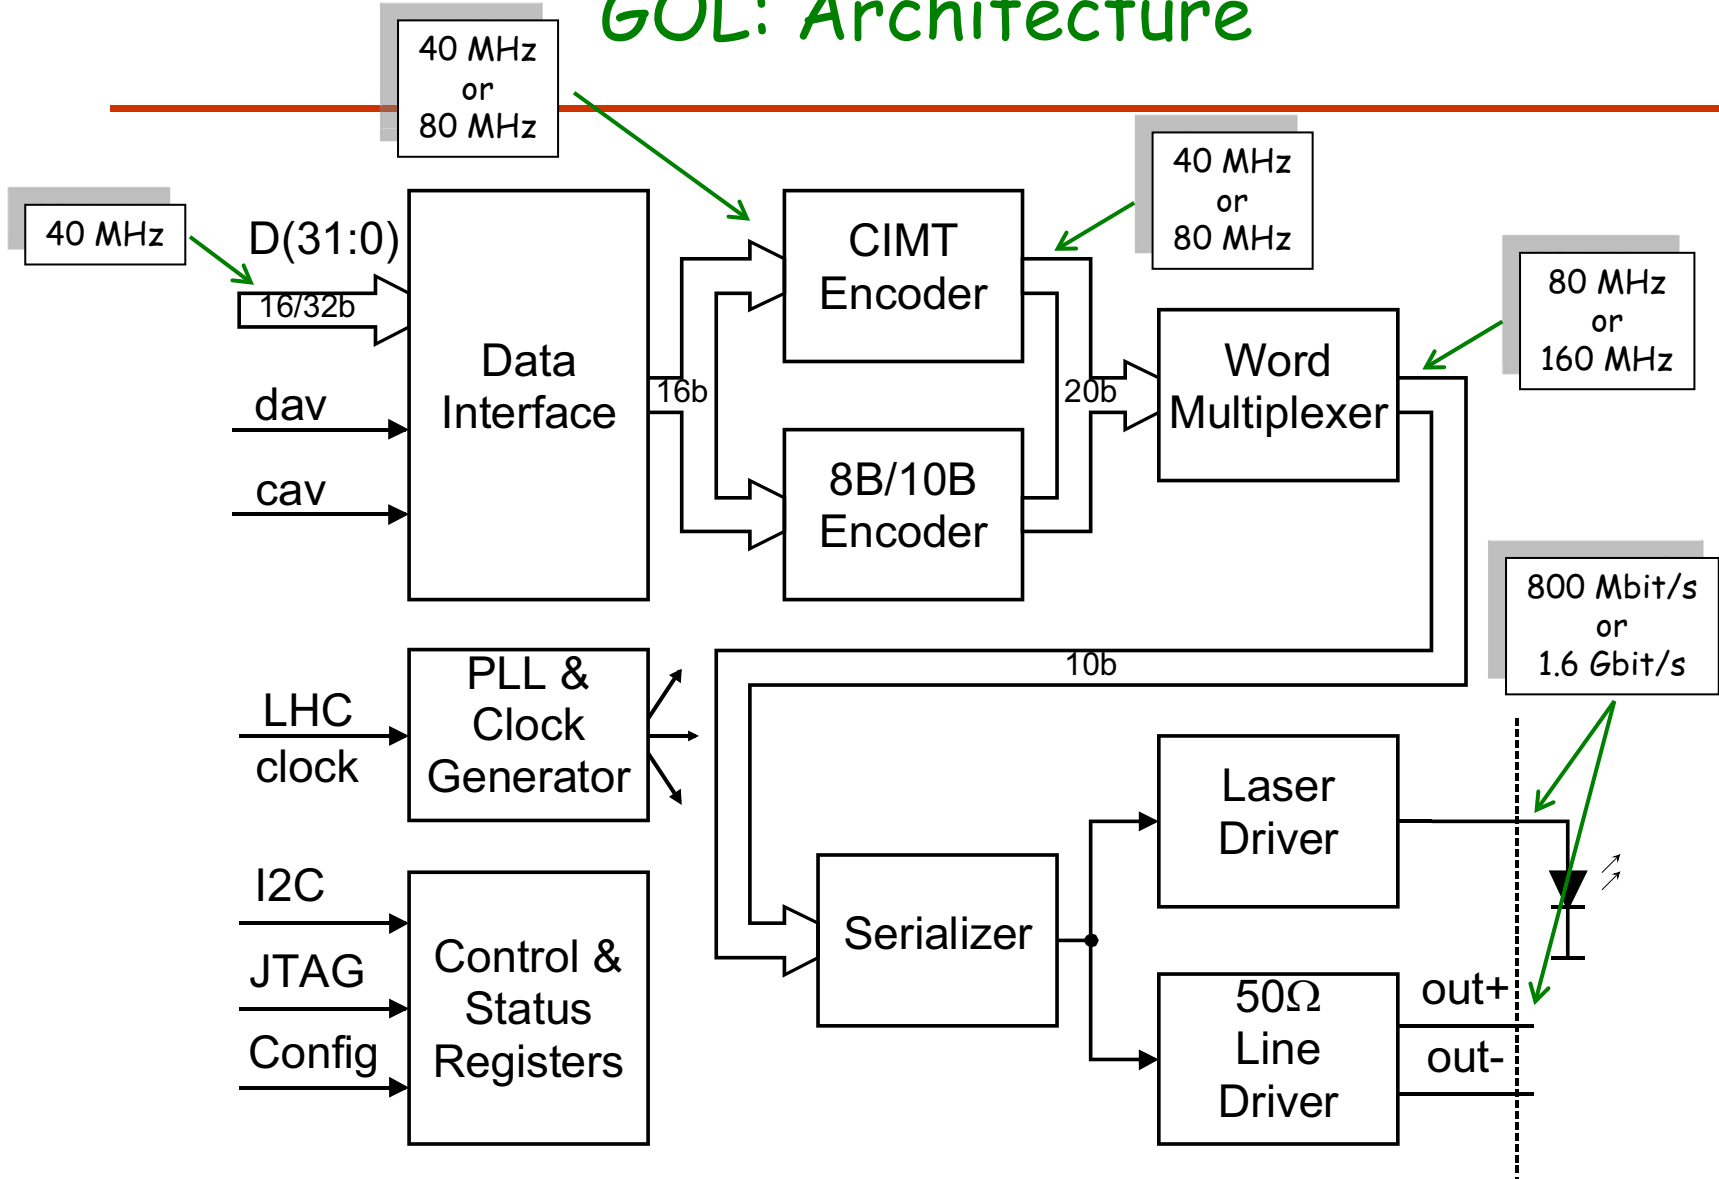 GOL: Architecture
40 MHz
or
80 MHz
40 MHz
or
80 MHz
40 MHz
D(31:0)
16/32b
dav
cav
Data
Interface
16b
CIMT
Encoder
8B/10B
Encoder
20b
Word
Multiplexer
80 MHz
or
160 MHz
800 Mbit/s
or
1.6 Gbit/s
10b
LHC
clock
PLL &
Clock
Generator
I2C
JTAG
Config
Control &
Status
Registers
Serializer
Laser
Driver
50Ω
Line
Driver
out+
out-